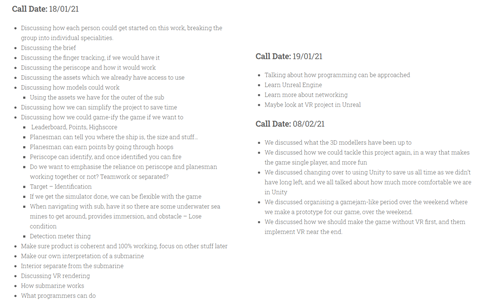 Call Date: 18/01/21
Discussing how each person could get started on this work, breaking the
group into individual specialities.
Discussing the brief
Discussing the finger tracking, if we would have it
Discussing the periscope and how it would work
Discussing the assets which we already have access to use
Discussing how models could work
Using the assets we have for the outer of the sub
Discussing how we can simplify the project to save time
Discussing how we could game-ify the game if we want to
Leaderboard, Points, Highscore
Planesman can tell you where the ship is, the size and stuff...
Planesman can earn points by going through hoops
Periscope can identify, and once identified you can fire
Do we want to emphasise the reliance on periscope and planesman
working together or not? Teamwork or separated?
Target – Identification
If we get the simulator done, we can be flexible with the game
When navigating with sub, have it so there are some underwater sea
mines to get around, provides immersion, and obstacle – Lose
condition.
Detection meter thing
Make sure product is coherent and 100% working, focus on other stuff later
Make our own interpretation of a submarine
Interior separate from the submarine
Discussing VR rendering
How submarine works
What programmers can do
Call Date: 19/01/21
Talking about how programming can be approached
Learn Unreal Engine
Learn more about networking
Maybe look at VR project in Unreal
Call Date: 08/02/21
We discussed what the 3D modellers have been up to
We discussed how we could tackle this project again, in a way that makes
the game single player, and more fun
We discussed changing over to using Unity to save us all time as we didn't
have long left, and we all talked about how much more comfortable we are
in Unity
We discussed organising a gamejam-like period over the weekend where
we make a prototype for our game, over the weekend.
We discussed how we should make the game without VR first, and them
implement VR near the end.